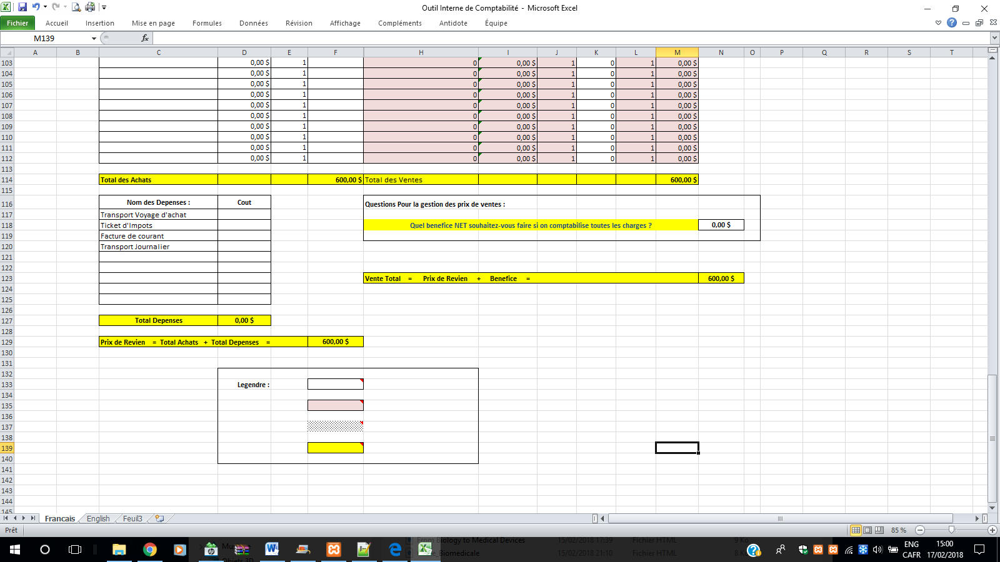 Outil Interne de Comptabilité - Microsoft Excel
Fichier Accueil Insertion Mise en page Formules Données Révision Affichage Compléments Antidote Équipe
M139 fx
A B C D E F H I J K L M N O P Q R S T
103 0,00 $ 1 0 0,00 $ 1 0 1 0,00 $
104 0,00 $ 1 0 0,00 $ 1 0 1 0,00 $
105 0,00 $ 1 0 0,00 $ 1 0 1 0,00 $
106 0,00 $ 1 0 0,00 $ 1 0 1 0,00 $
107 0,00 $ 1 0 0,00 $ 1 0 1 0,00 $
108 0,00 $ 1 0 0,00 $ 1 0 1 0,00 $
109 0,00 $ 1 0 0,00 $ 1 0 1 0,00 $
110 0,00 $ 1 0 0,00 $ 1 0 1 0,00 $
111 0,00 $ 1 0 0,00 $ 1 0 1 0,00 $
112 0,00 $ 1 0 0,00 $ 1 0 1 0,00 $
113
114 Total des Achats 600,00 $ Total des Ventes 600,00 $
115
116 Nom des Depenses : Cout Questions Pour la gestion des prix de ventes :
117 Transport Voyage d'achat
118 Ticket d'Impots Quel benefice NET souhaitez-vous faire si on comptabilise toutes les charges ? 0,00 $
119 Facture de courant
120 Transport Journalier
121
122
123 Vente Total = Prix de Revien + Benefice = 600,00 $
124
125
126
127 Total Depenses 0,00 $
128
129 Prix de Revien = Total Achats + Total Depenses = 600,00 $
130
131
132
133 Legendre :
134
135
136
137
138
139
140
141
142
143
144
145
Francais English Feuil3
Prêt 85 %
From Biology to Medical Devices 15/02/2018 17:39 Fichier HTML 9 Ko
_Biomedicale 15/02/2018 21:10 Fichier HTML
Objets 3D
ENG 15:00
CAFR 17/02/2018